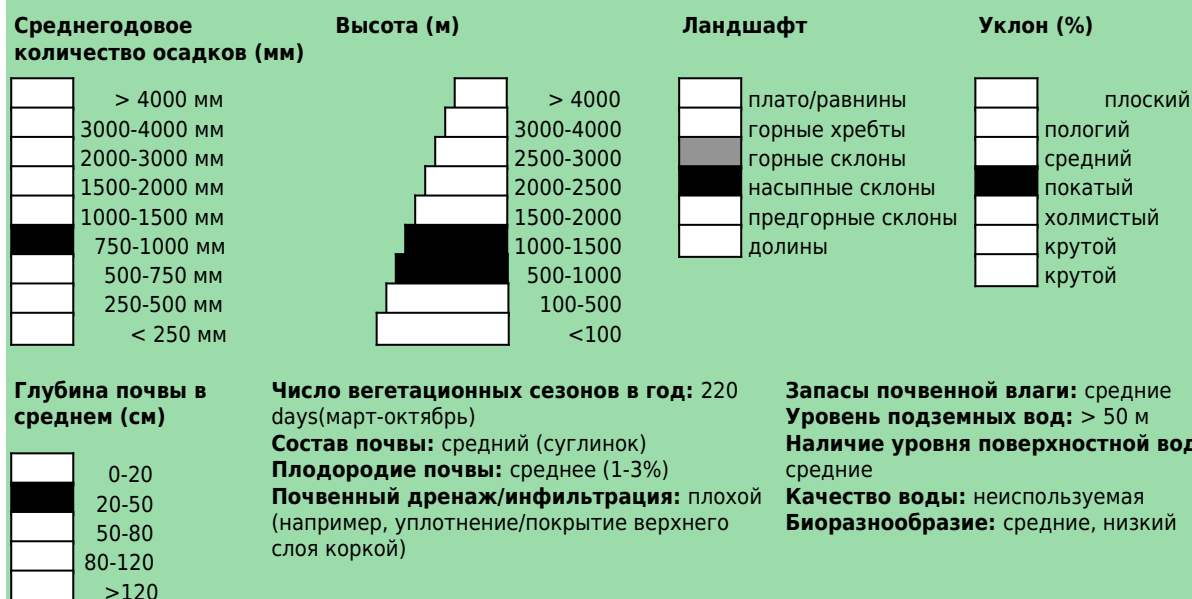 Среднегодовое
количество осадков (мм)
> 4000 мм
3000-4000 мм
2000-3000 мм
1500-2000 мм
1000-1500 мм
750-1000 мм
500-750 мм
250-500 мм
< 250 мм
Высота (м)
> 4000
3000-4000
2500-3000
2000-2500
1500-2000
1000-1500
500-1000
100-500
<100
Ландшафт
плато/равнины
горные хребты
горные склоны
насыпные склоны
предгорные склоны
долины
Уклон (%)
плоский
пологий
средний
покатый
холмистый
крутой
крутой
Глубина почвы в
среднем (см)
0-20
20-50
50-80
80-120
>120
Число вегетационных сезонов в год: 220
days(март-октябрь)
Состав почвы: средний (суглинок)
Плодородие почвы: среднее (1-3%)
Почвенный дренаж/инфильтрация: плохой
(например, уплотнение/покрытие верхнего
слоя коркой)
Запасы почвенной влаги: средние
Уровень подземных вод: > 50 м
Наличие уровня поверхностной вод
средние
Качество воды: неиспользуемая
Биоразнообразие: средние, низкий